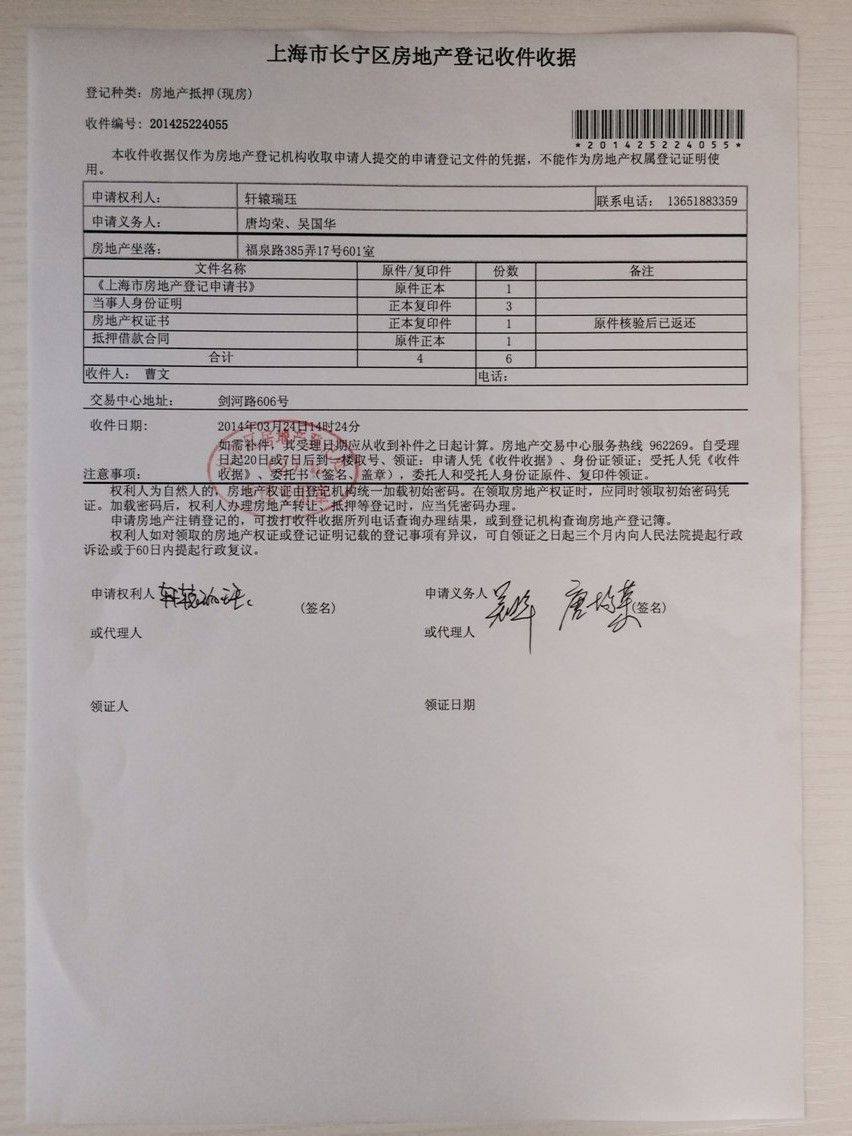 上海市长宁区房地产登记收件收据
登记种类：房地产抵押(现房)
收件编号：201425224055
*201425224055*
本收件收据仅作为房地产登记机构收取申请人提交的申请登记文件的凭据，不能作为房地产权属登记证明使
用。
申请权利人： 轩辕瑞珏 联系电话： 13651883359
申请义务人： 唐均荣、吴国华
房地产坐落： 福泉路385弄17号601室
文件名称 原件/复印件 份数 备注
《上海市房地产登记申请书》 原件正本 1
当事人身份证明 正本复印件 3
房地产权证书 正本复印件 1 原件核验后已返还
抵押借款合同 原件正本 1
合计 4 6
收件人： 曹文 电话：
交易中心地址： 剑河路606号
收件日期： 2014年03月24日14时24分
如需补件，其受理日期应从收到补件之日起计算。房地产交易中心服务热线 962269。自受理
日起20日或7日后到一楼取号、领证：申请人凭《收件收据》、身份证领证；受托人凭《收件
注意事项： 收据》、委托书（签名、盖章），委托人和受托人身份证原件、复印件领证。
权利人为自然人的，房地产权证由登记机构统一加载初始密码。在领取房地产权证时，应同时领取初始密码凭
证。加载密码后，权利人办理房地产转让、抵押等登记时，应当凭密码办理。
申请房地产注销登记的，可拨打收件收据所列电话查询办理结果，或到登记机构查询房地产登记簿。
权利人如对领取的房地产权证或登记证明记载的登记事项有异议，可自领证之日起三个月内向人民法院提起行政
诉讼或于60日内提起行政复议。
申请权利人 轩辕瑞珏 (签名) 申请义务人 唐均荣 (签名)
或代理人 或代理人
领证人 领证日期